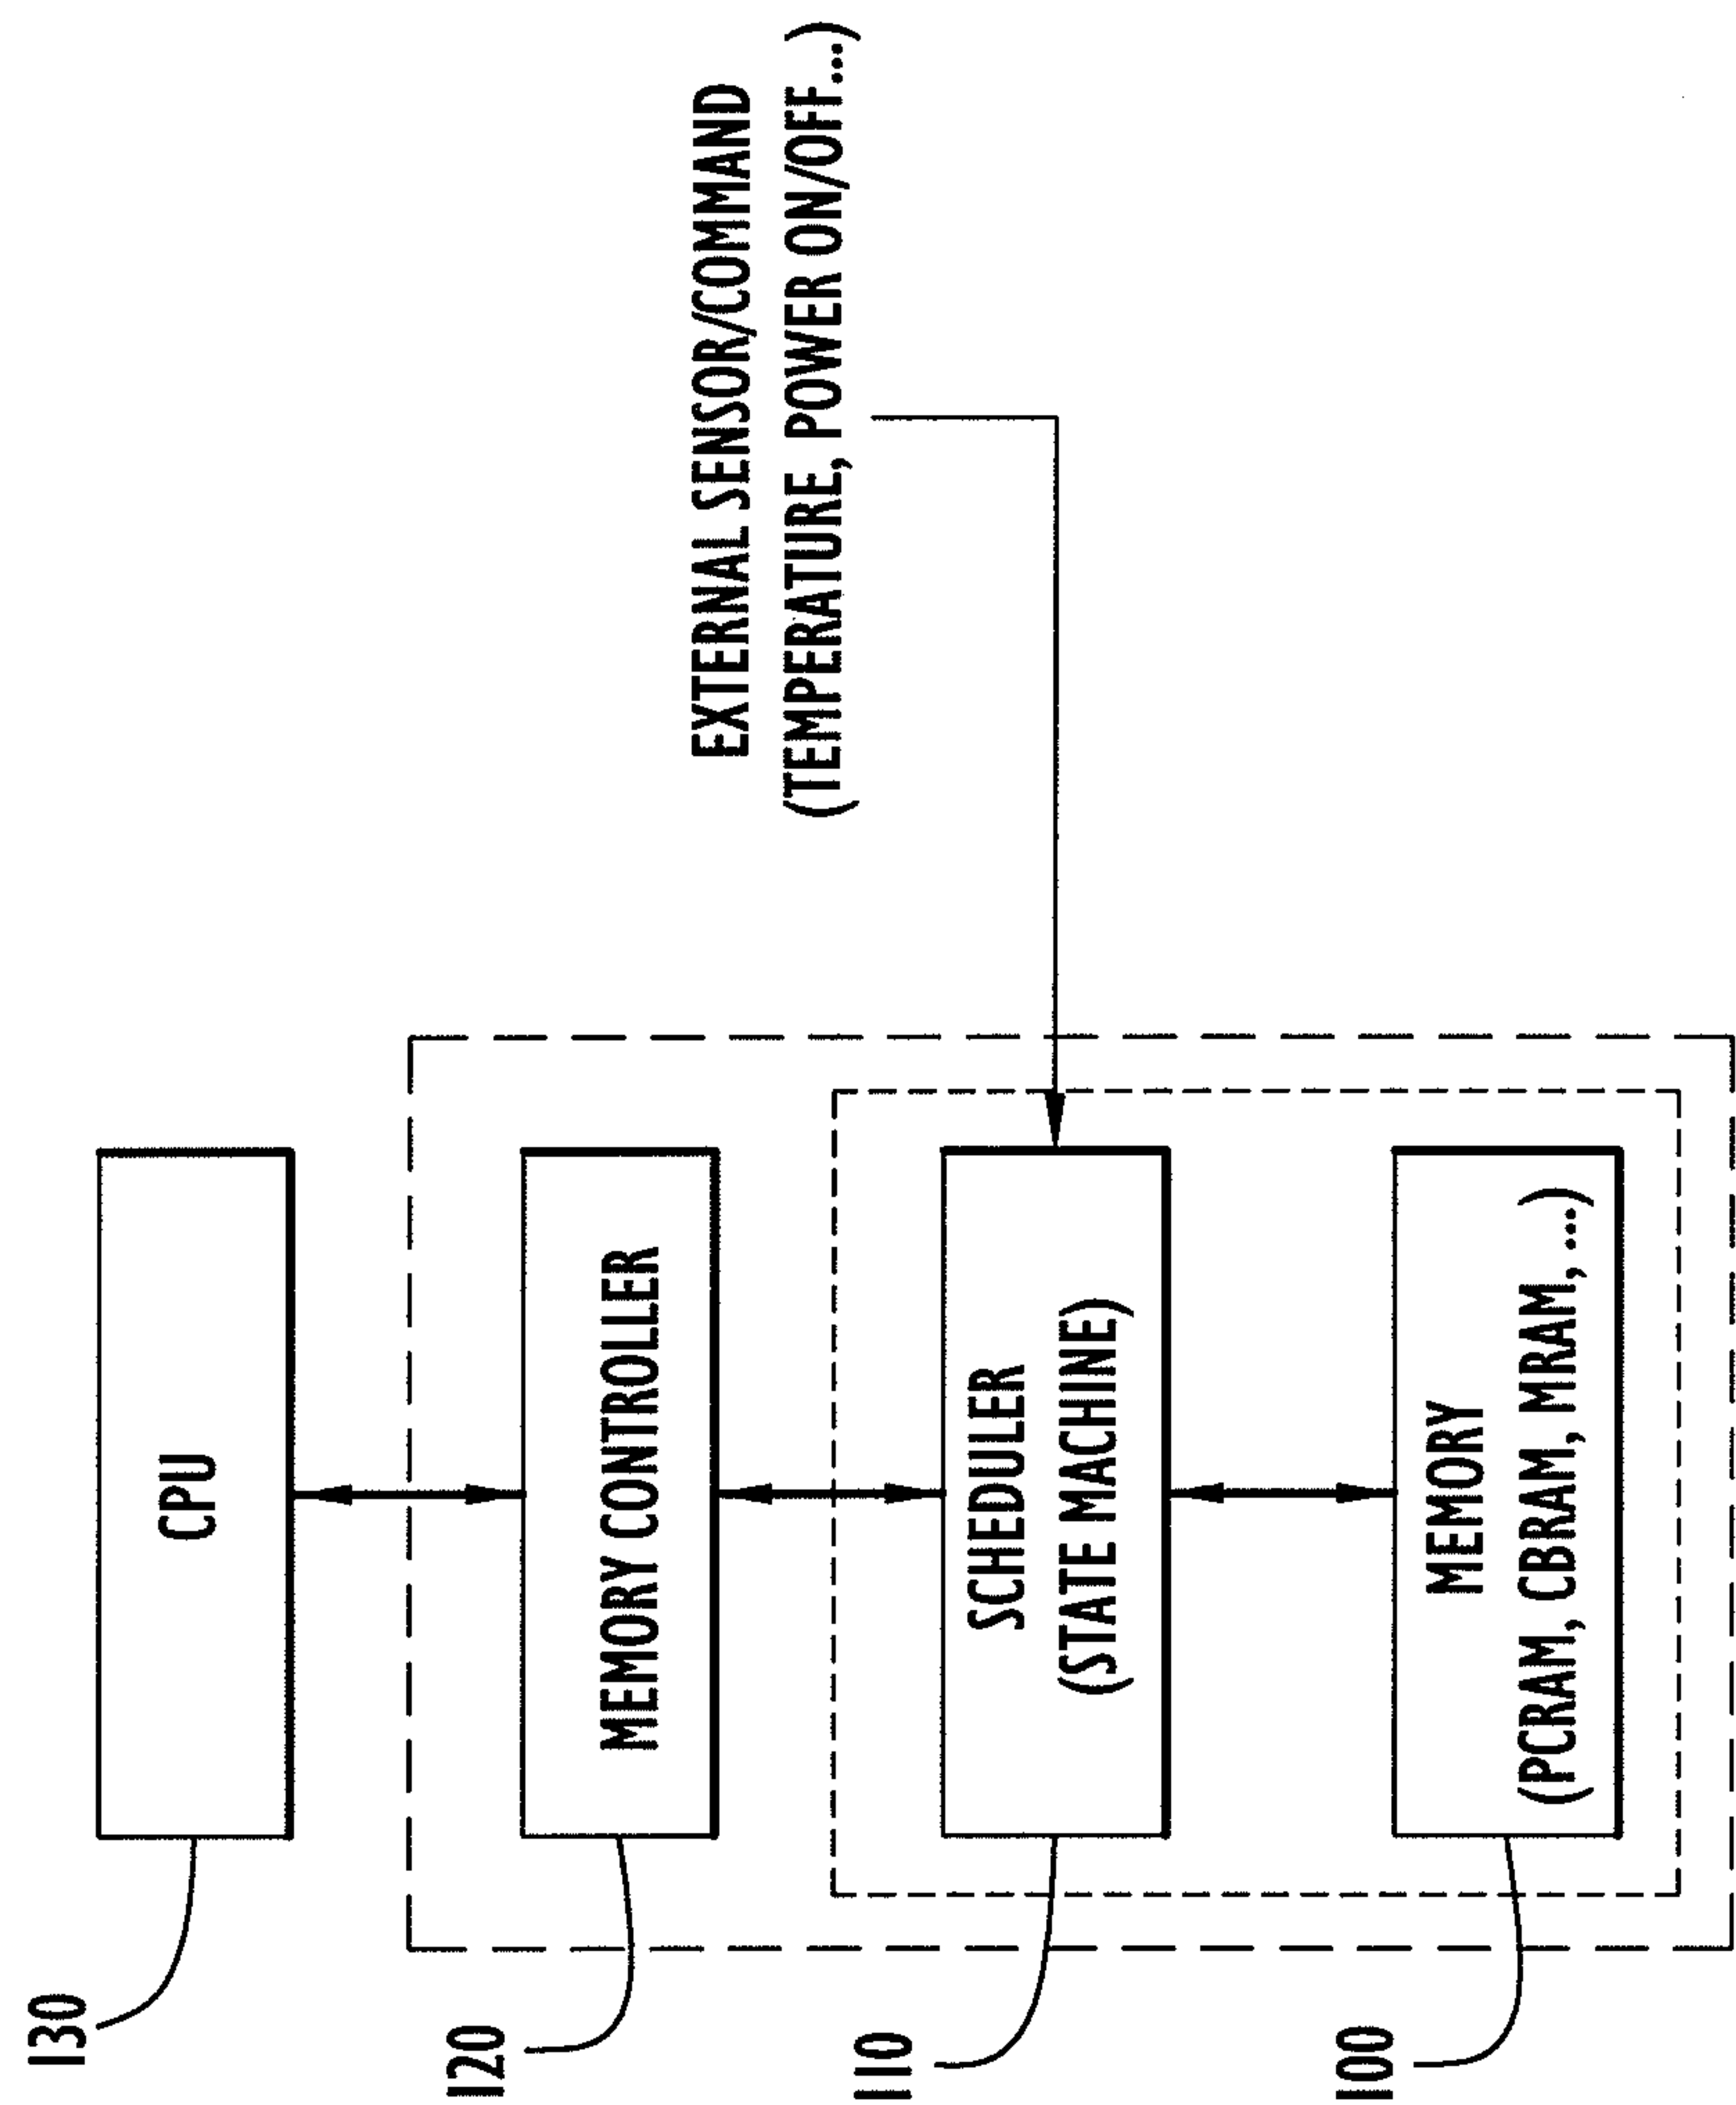 130
CPU
120
MEMORY CONTROLLER
EXTERNAL SENSOR/COMMAND
(TEMPERATURE, POWER ON/OFF...)
110
SCHEDULER
(STATE MACHINE)
100
MEMORY
(PCRAM, CBRAM, MRAM, ...)